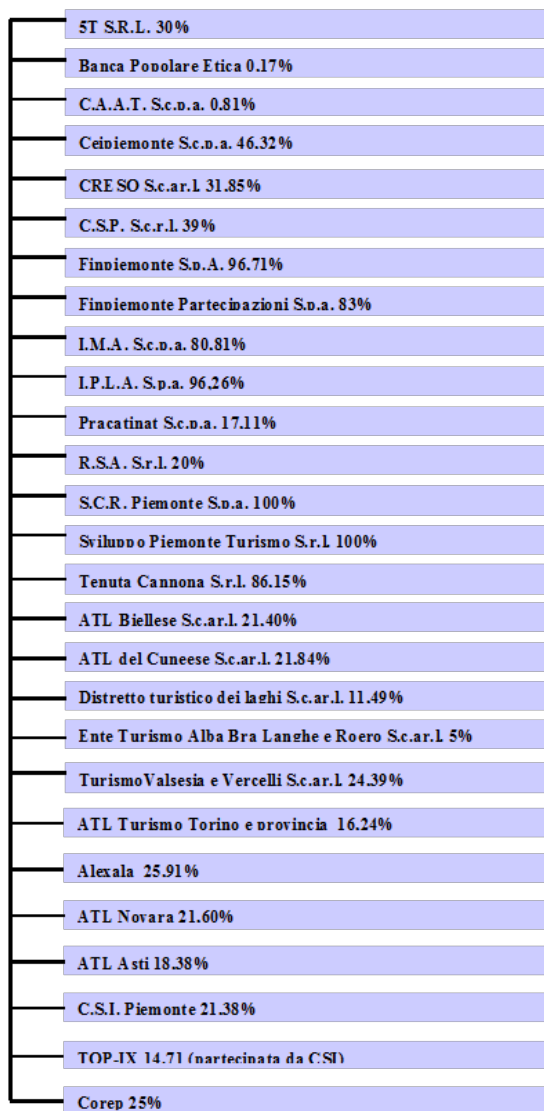 5T S.R.L. 30%
Banca Popolare Etica 0.17%
C.A.A.T. S.c.p.a. 0.81%
Ceipiemonte S.c.p.a. 46.32%
CRESO S.c.ar.l. 31.85%
C.S.P. S.c.r.l. 39%
Finpiemonte S.p.A. 96.71%
Finpiemonte Partecipazioni S.p.a. 83%
I.M.A. S.c.p.a. 80.81%
I.P.L.A. S.p.a. 96,26%
Pracatinat S.c.p.a. 17.11%
R.S.A. S.r.l. 20%
S.C.R. Piemonte S.p.a. 100%
Sviluppo Piemonte Turismo S.r.l. 100%
Tenuta Cannona S.r.l. 86.15%
ATL Biellese S.c.ar.l. 21.40%
ATL del Cuneese S.c.ar.l. 21.84%
Distretto turistico dei laghi S.c.ar.l. 11.49%
Ente Turismo Alba Bra Langhe e Roero S.c.ar.l. 5%
TurismoValsesia e Vercelli S.c.ar.l. 24.39%
ATL Turismo Torino e provincia 16.24%
Alexala 25.91%
ATL Novara 21.60%
ATL Asti 18.38%
C.S.I. Piemonte 21.38%
TOP-IX 14.71 (partecipata da CSI)
Corep 25%